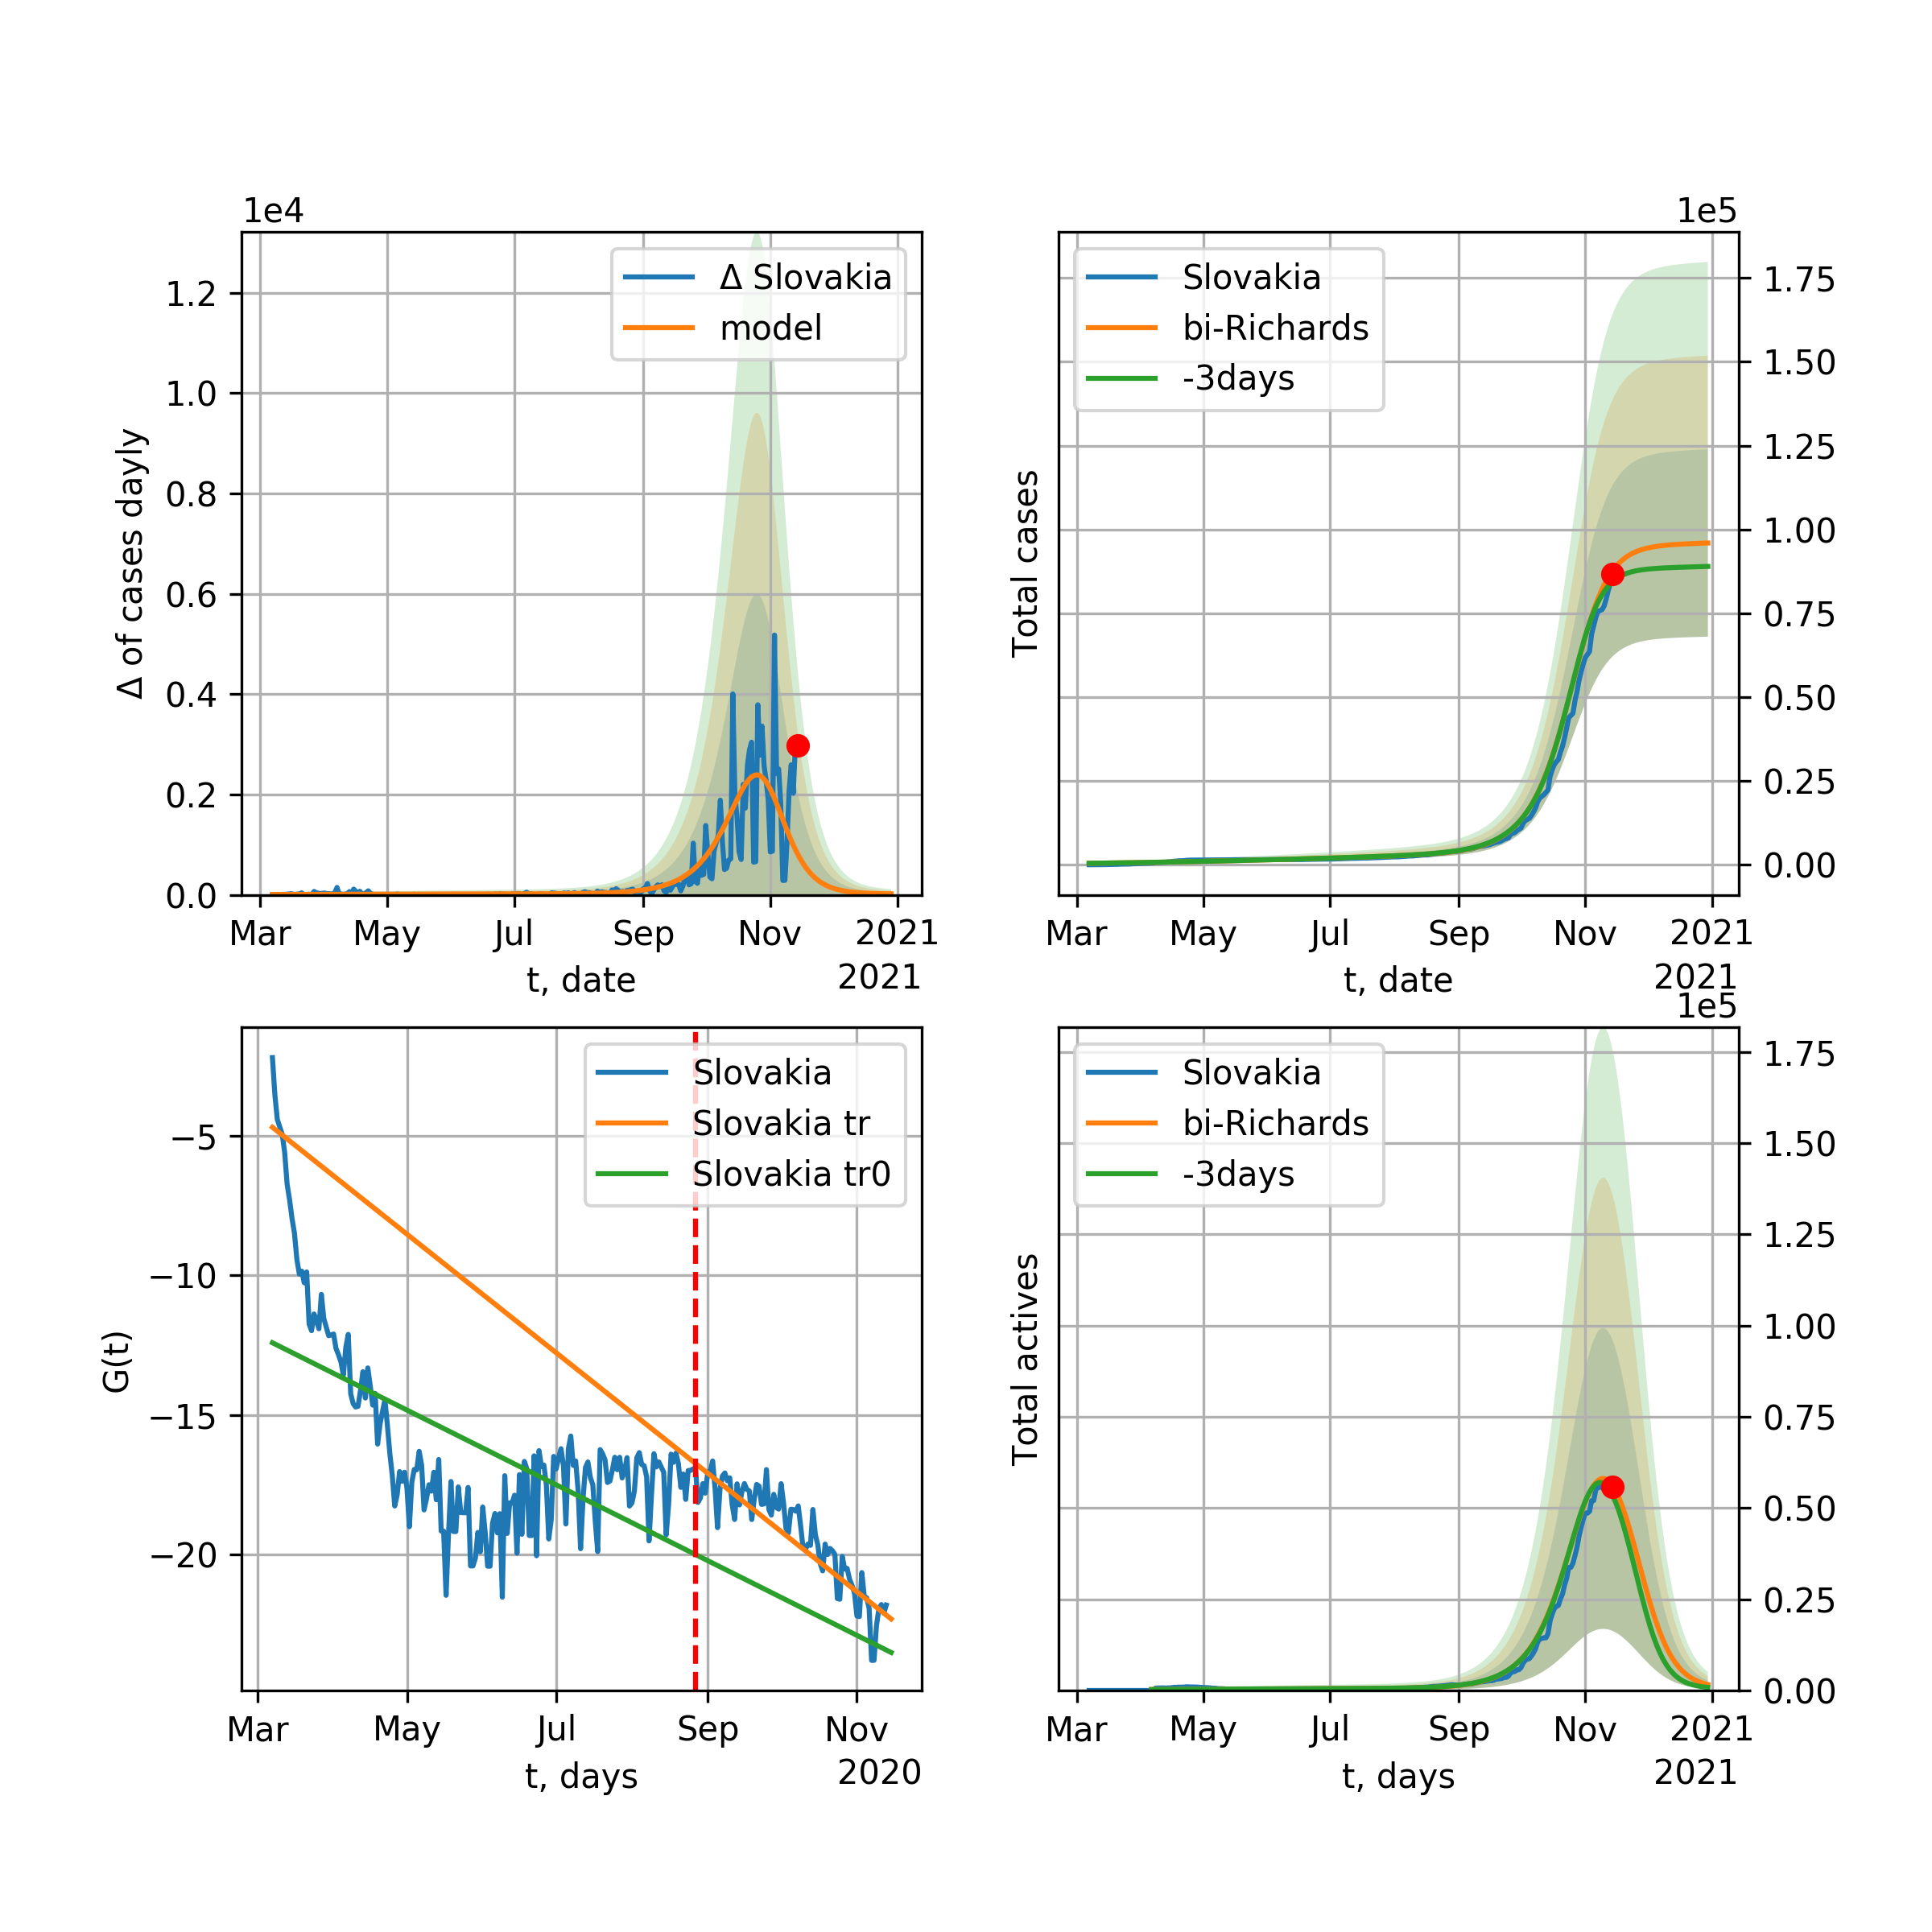 1e4
Δ of cases dayly
1.2
1.0
0.8
0.6
0.4
0.2
0.0
Δ Slovakia
model
Mar May Jul Sep Nov 2021
t, date
2021
1e5
Total cases
Slovakia
bi-Richards
-3days
1.75
1.50
1.25
1.00
0.75
0.50
0.25
0.00
Mar May Jul Sep Nov 2021
t, date
2021
G(t)
−5
−10
−15
−20
Slovakia
Slovakia tr
Slovakia tr0
Mar May Jul Sep Nov
t, days
2020
1e5
Total actives
Slovakia
bi-Richards
-3days
1.75
1.50
1.25
1.00
0.75
0.50
0.25
0.00
Mar May Jul Sep Nov 2021
t, days
2021